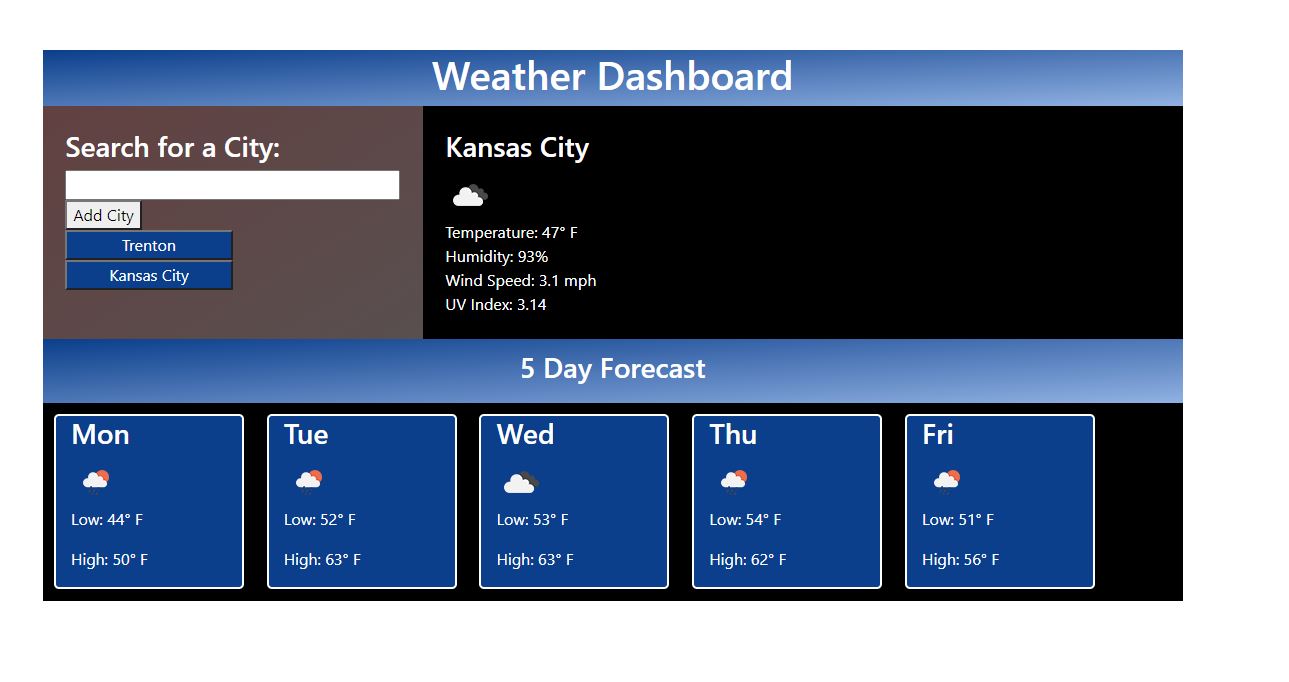 Weather Dashboard
Search for a City:
Add City
Trenton
Kansas City
Kansas City
Temperature: 47° F
Humidity: 93%
Wind Speed: 3.1 mph
UV Index: 3.14
5 Day Forecast
Mon
Low: 44° F
High: 50° F
Tue
Low: 52° F
High: 63° F
Wed
Low: 53° F
High: 63° F
Thu
Low: 54° F
High: 62° F
Fri
Low: 51° F
High: 56° F